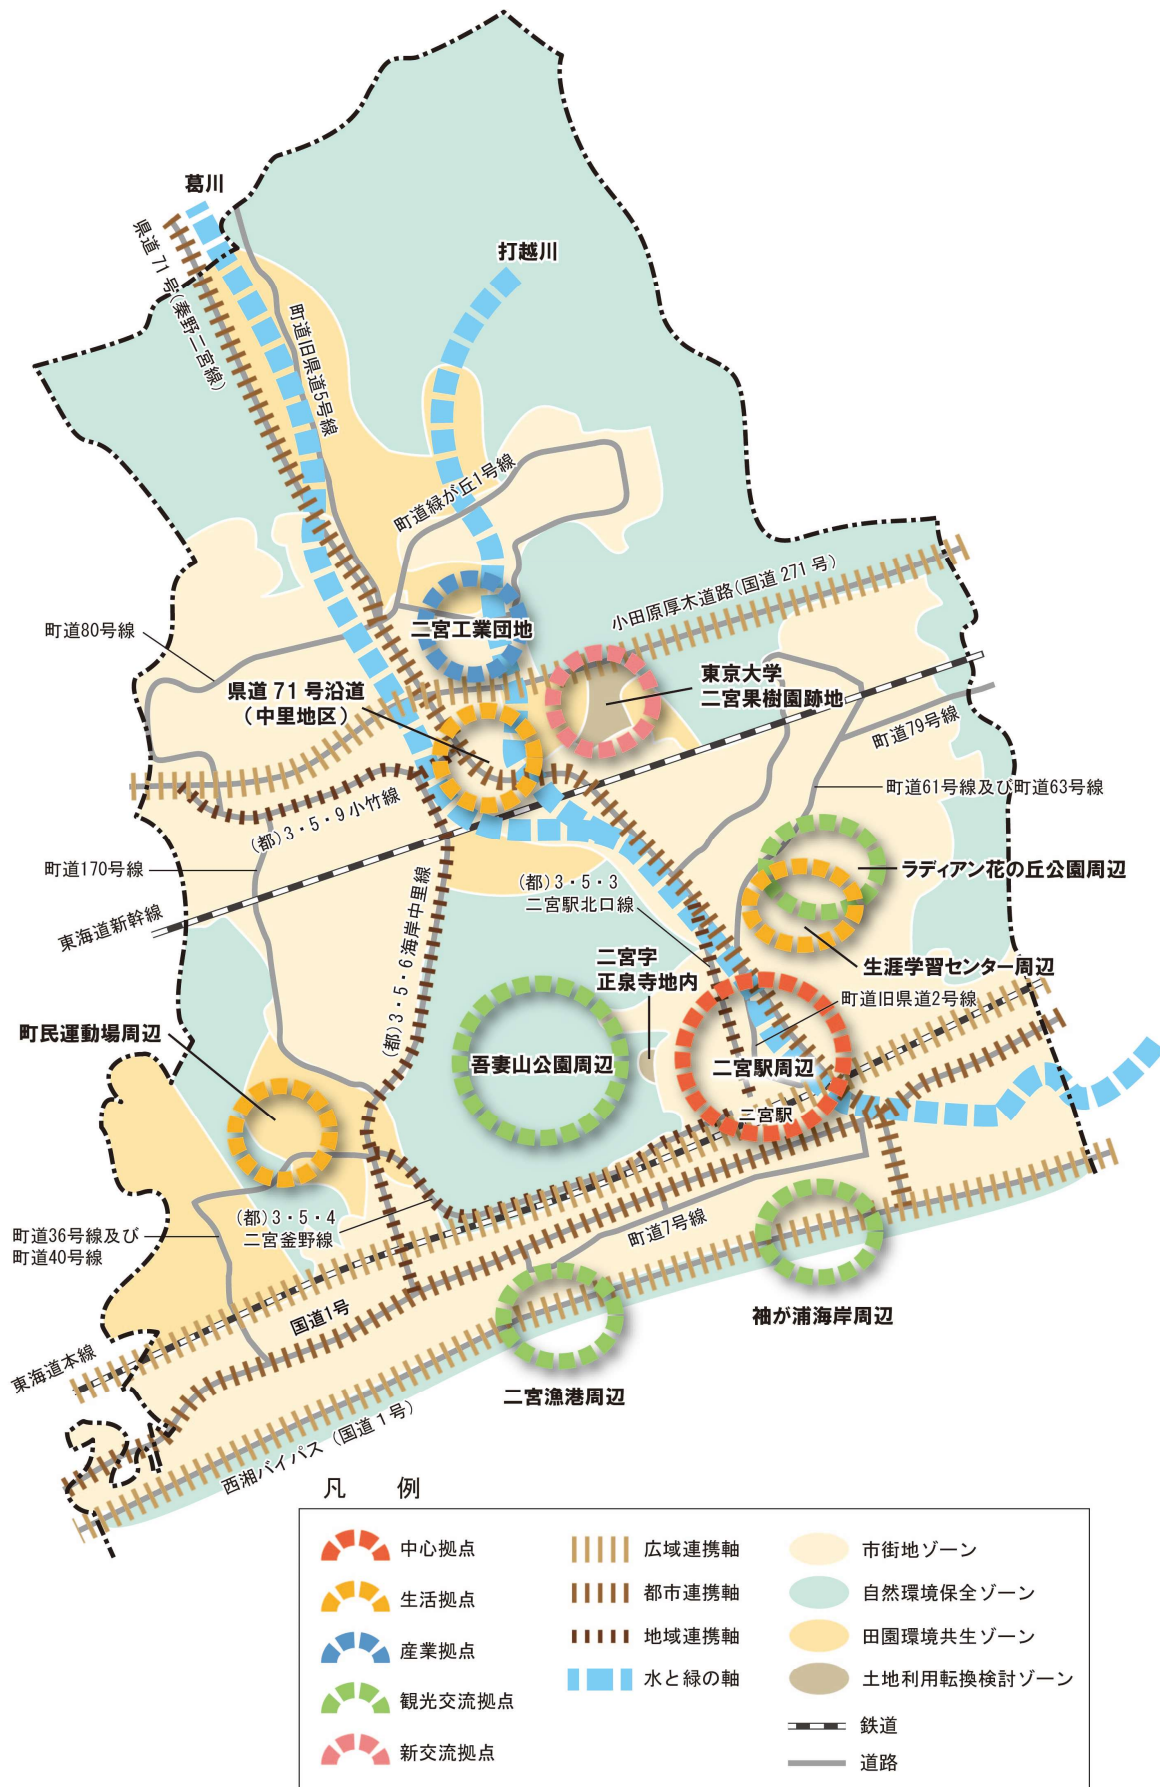 葛川
打越川
県道 71 号(秦野二宮線)
町道旧県道5号線
町道緑が丘1号線
小田原厚木道路(国道 271 号)
二宮工業団地
町道80号線
県道 71 号沿道
(中里地区)
東京大学
二宮果樹園跡地
町道79号線
町道61号線及び町道63号線
(都)3・5・9 小竹線
町道170号線
東海道新幹線
(都)3・5・3
二宮駅北口線
ラディアン花の丘公園周辺
(都)3・5・6 海岸中里線
二宮字
正泉寺地内
生涯学習センター周辺
町道旧県道2号線
町民運動場周辺
吾妻山公園周辺
二宮駅周辺
二宮駅
町道36号線及び
町道40号線
(都)3・5・4
二宮釜野線
町道7号線
国道1号
袖が浦海岸周辺
東海道本線
二宮漁港周辺
西湘バイパス(国道1号)
凡 例
中心拠点
生活拠点
産業拠点
観光交流拠点
新交流拠点
広域連携軸
都市連携軸
地域連携軸
水と緑の軸
市街地ゾーン
自然環境保全ゾーン
田園環境共生ゾーン
土地利用転換検討ゾーン
鉄道
道路